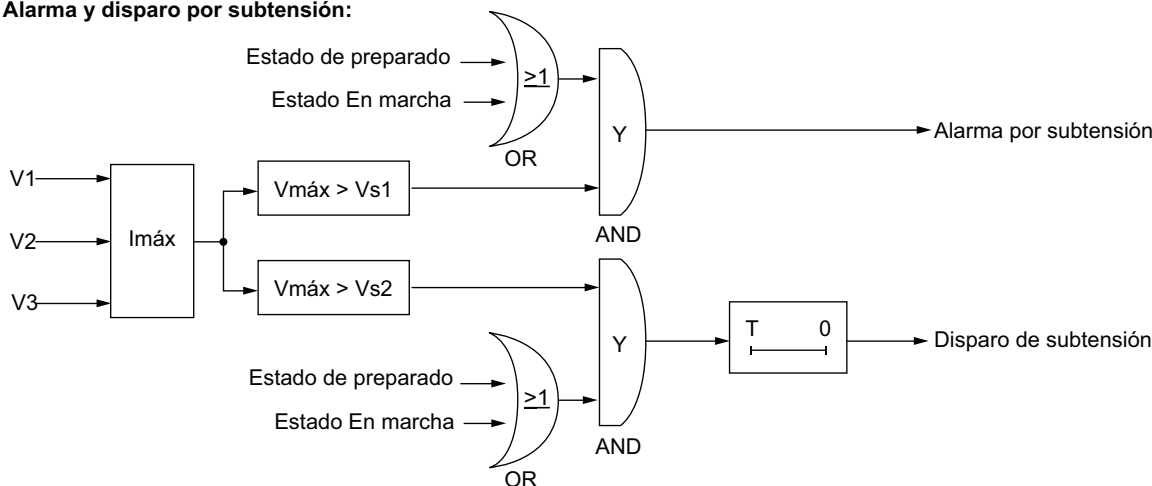 Alarma y disparo por subtensión:
Estado de preparado
Estado En marcha
≥1
OR
Y
AND
Alarma por subtensión
V1
V2
V3
Imáx
Vmáx > Vs1
Vmáx > Vs2
Estado de preparado
Estado En marcha
≥1
OR
Y
AND
T 0
Disparo de subtensión